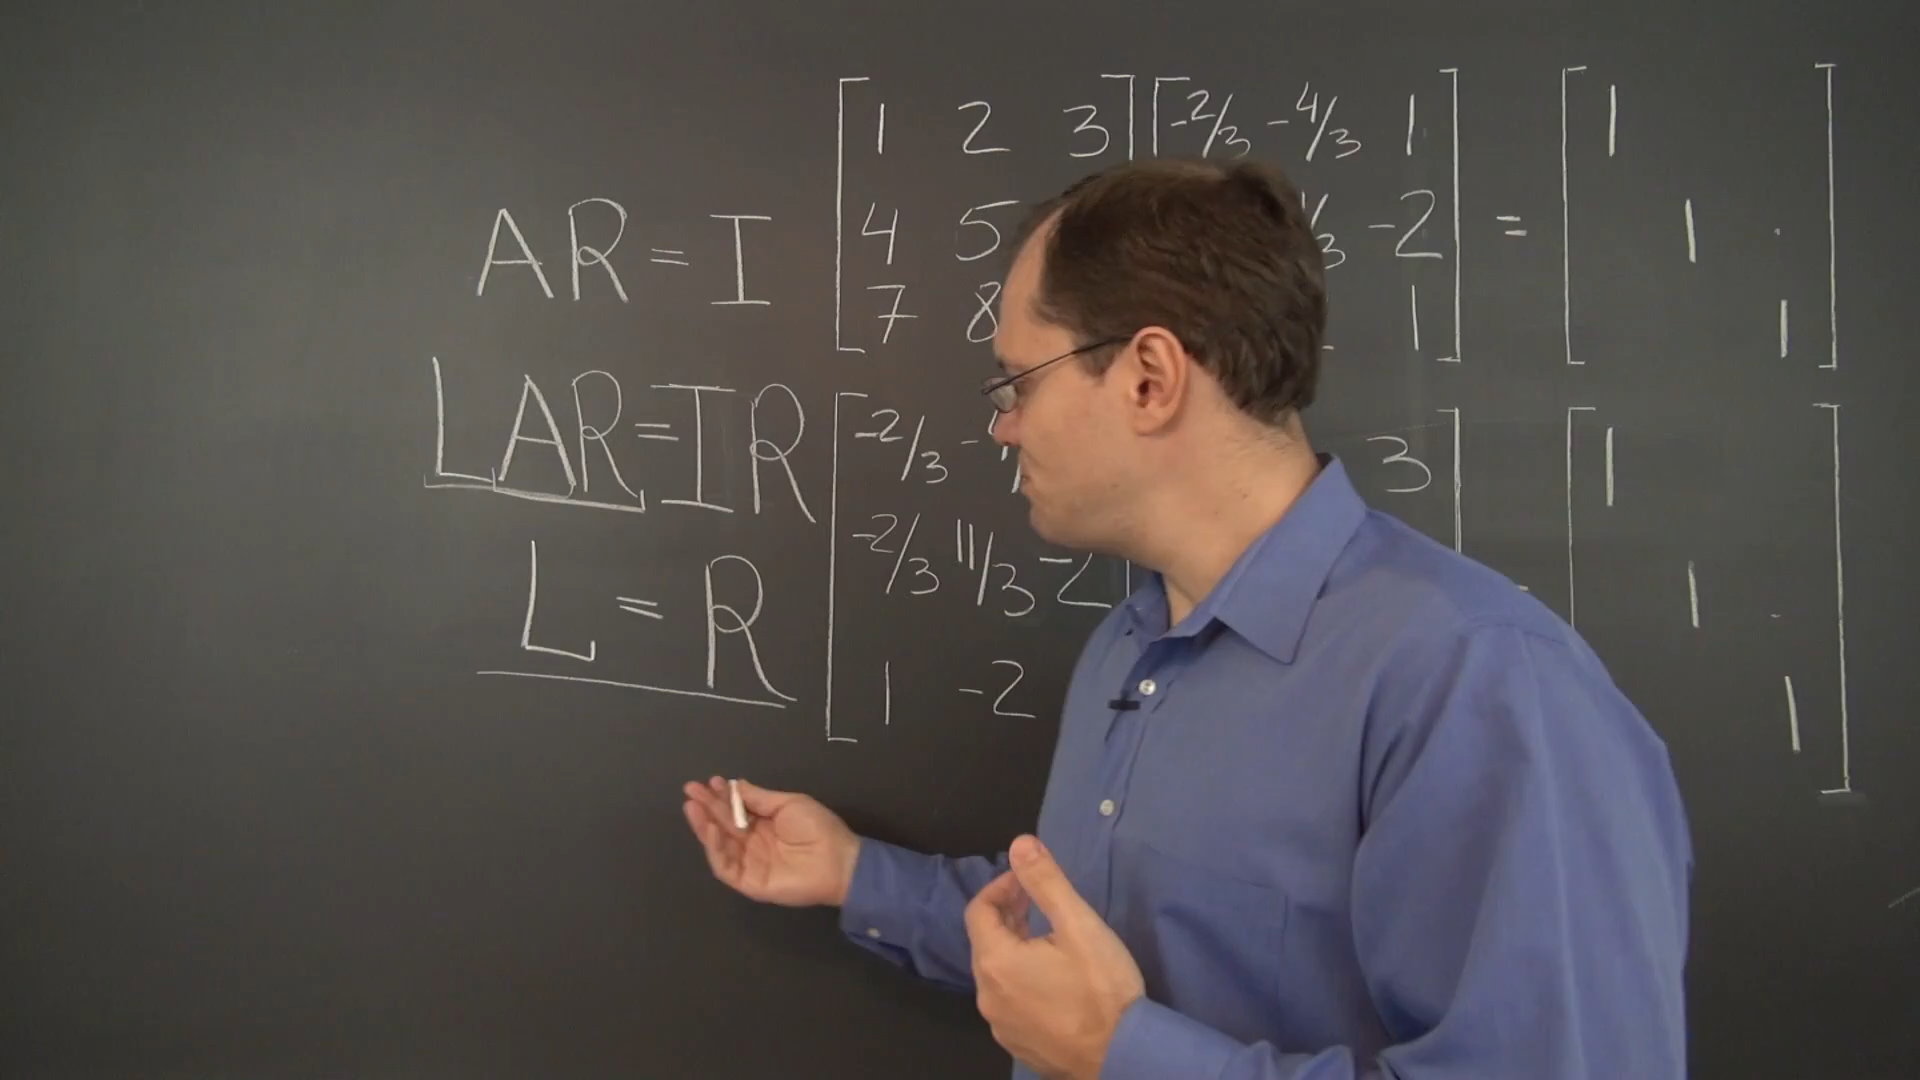 AR = I
LAR = IR
L = R
1 2 3 -2/3 -4/3 1 1
4 5 /3 -2 = 1 .
7 8 1 1
-2/3 - 3 1
-2/3 11/3 -2 1 .
1 -2 1